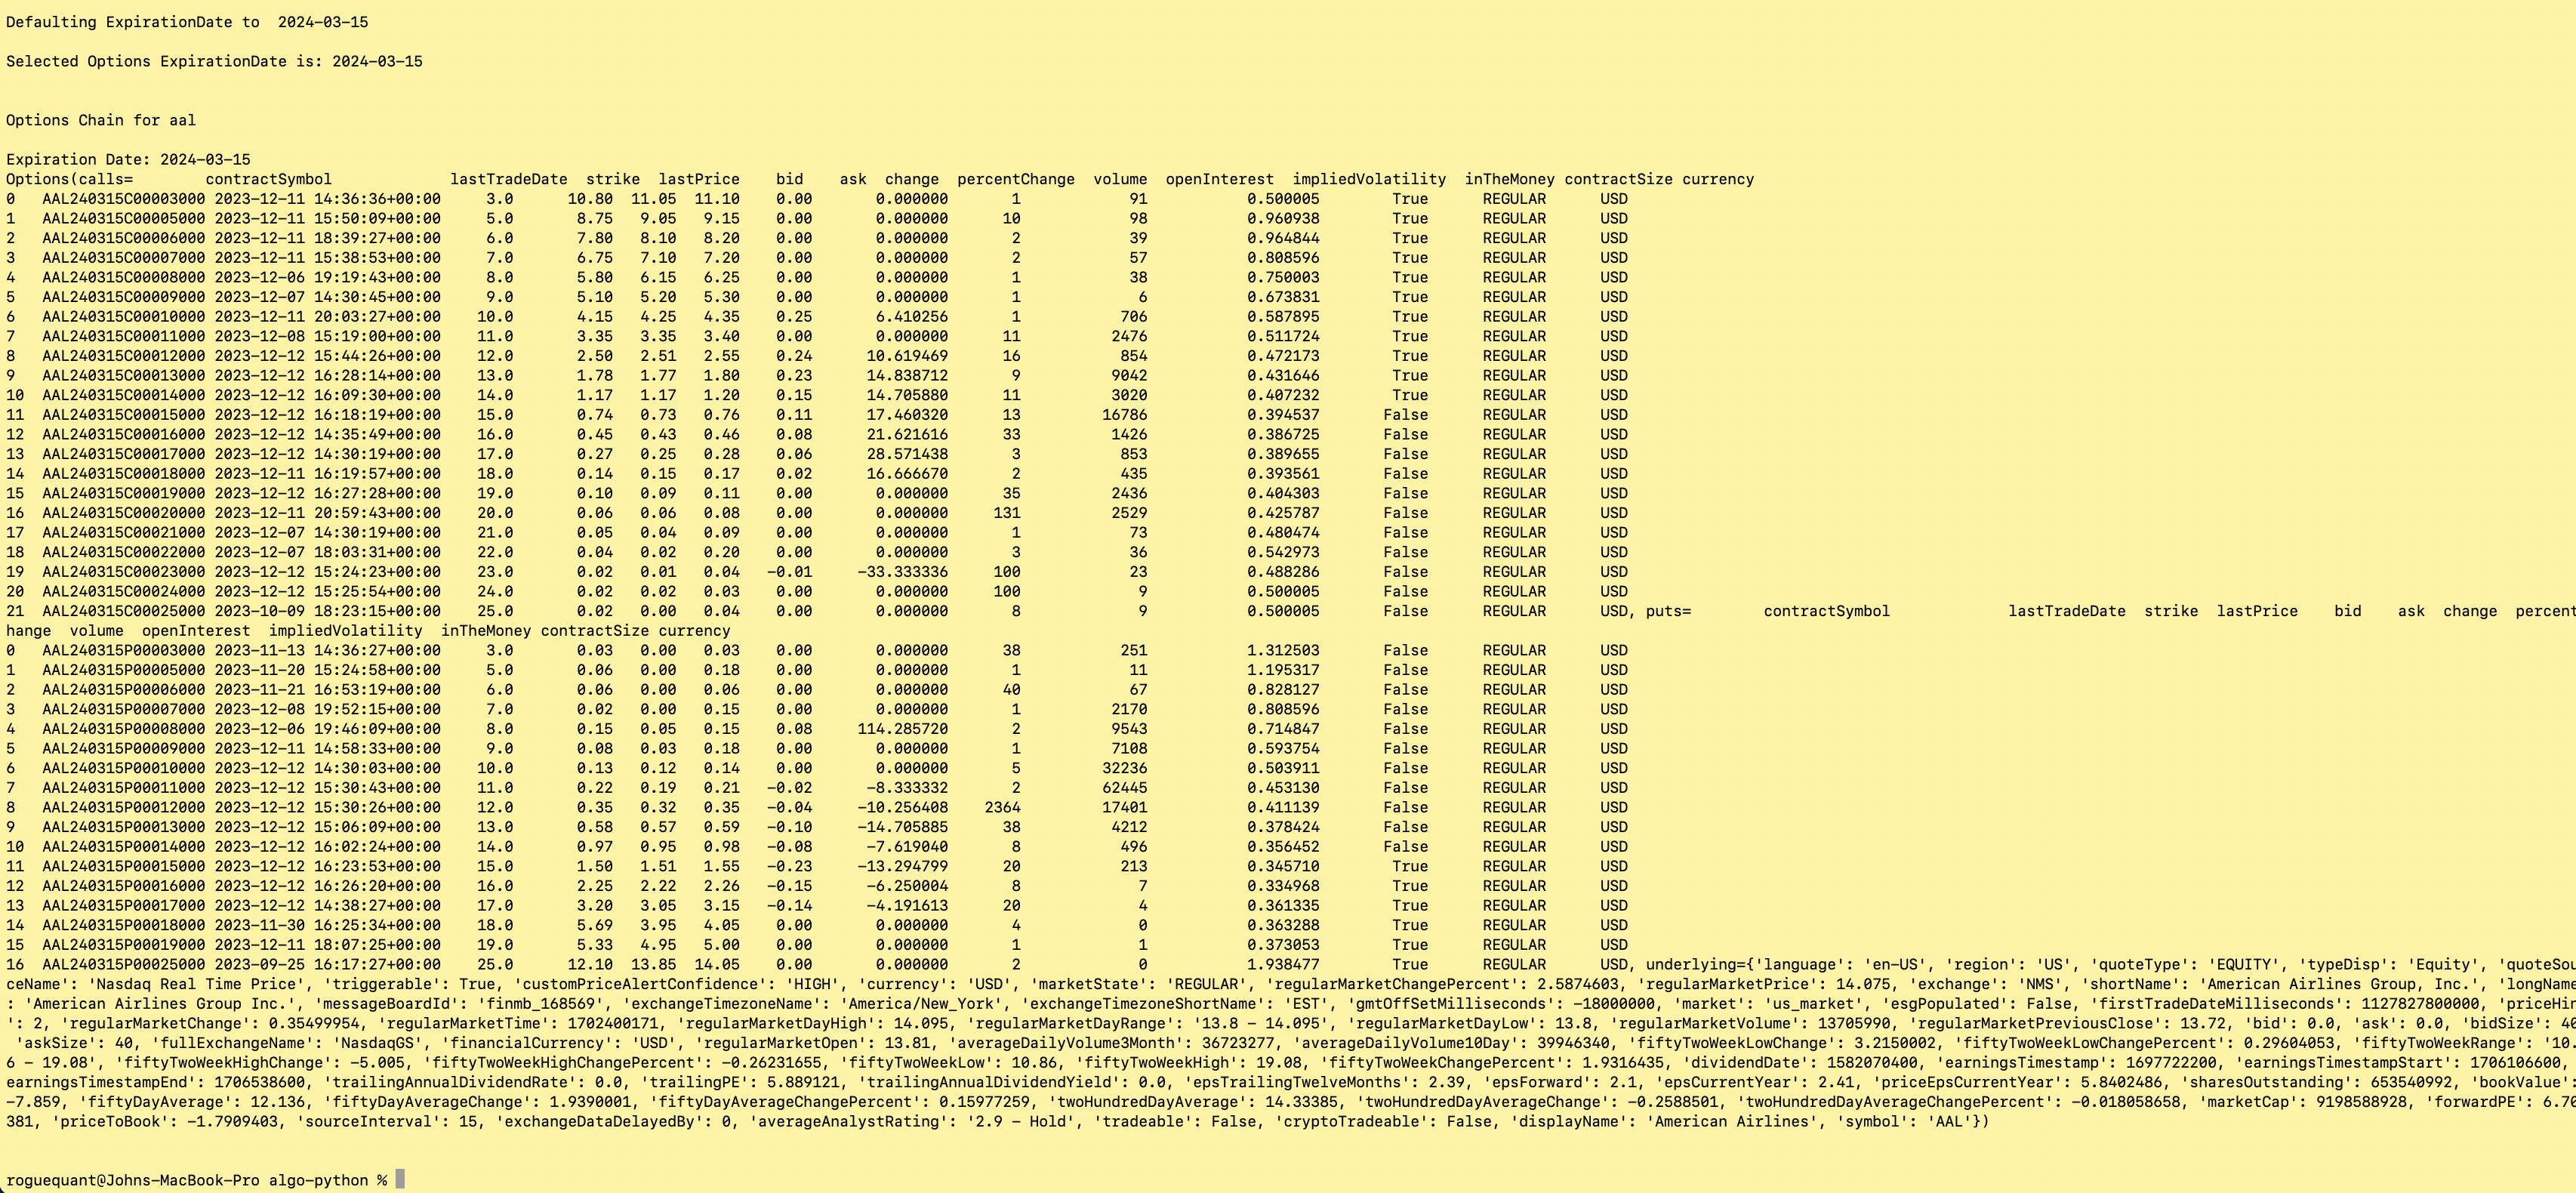 Defaulting ExpirationDate to  2024-03-15
Selected Options ExpirationDate is: 2024-03-15
Options Chain for aal
Expiration Date: 2024-03-15
Options(calls=        contractSymbol             lastTradeDate  strike  lastPrice    bid    ask  change  percentChange  volume  openInterest  impliedVolatility  inTheMoney contractSize currency
0   AAL240315C00003000 2023-12-11 14:36:36+00:00     3.0      10.80  11.05  11.10    0.00       0.000000       1            91           0.500005        True      REGULAR      USD
1   AAL240315C00005000 2023-12-11 15:50:09+00:00     5.0       8.75   9.05   9.15    0.00       0.000000      10            98           0.960938        True      REGULAR      USD
2   AAL240315C00006000 2023-12-11 18:39:27+00:00     6.0       7.80   8.10   8.20    0.00       0.000000       2            39           0.964844        True      REGULAR      USD
3   AAL240315C00007000 2023-12-11 15:38:53+00:00     7.0       6.75   7.10   7.20    0.00       0.000000       2            57           0.808596        True      REGULAR      USD
4   AAL240315C00008000 2023-12-06 19:19:43+00:00     8.0       5.80   6.15   6.25    0.00       0.000000       1            38           0.750003        True      REGULAR      USD
5   AAL240315C00009000 2023-12-07 14:30:45+00:00     9.0       5.10   5.20   5.30    0.00       0.000000       1             6           0.673831        True      REGULAR      USD
6   AAL240315C00010000 2023-12-11 20:03:27+00:00    10.0       4.15   4.25   4.35    0.25       6.410256       1           706           0.587895        True      REGULAR      USD
7   AAL240315C00011000 2023-12-08 15:19:00+00:00    11.0       3.35   3.35   3.40    0.00       0.000000      11          2476           0.511724        True      REGULAR      USD
8   AAL240315C00012000 2023-12-12 15:44:26+00:00    12.0       2.50   2.51   2.55    0.24      10.619469      16           854           0.472173        True      REGULAR      USD
9   AAL240315C00013000 2023-12-12 16:28:14+00:00    13.0       1.78   1.77   1.80    0.23      14.838712       9          9042           0.431646        True      REGULAR      USD
10  AAL240315C00014000 2023-12-12 16:09:30+00:00    14.0       1.17   1.17   1.20    0.15      14.705880      11          3020           0.407232        True      REGULAR      USD
11  AAL240315C00015000 2023-12-12 16:18:19+00:00    15.0       0.74   0.73   0.76    0.11      17.460320      13         16786           0.394537       False      REGULAR      USD
12  AAL240315C00016000 2023-12-12 14:35:49+00:00    16.0       0.45   0.43   0.46    0.08      21.621616      33          1426           0.386725       False      REGULAR      USD
13  AAL240315C00017000 2023-12-12 14:30:19+00:00    17.0       0.27   0.25   0.28    0.06      28.571438       3           853           0.389655       False      REGULAR      USD
14  AAL240315C00018000 2023-12-11 16:19:57+00:00    18.0       0.14   0.15   0.17    0.02      16.666670       2           435           0.393561       False      REGULAR      USD
15  AAL240315C00019000 2023-12-12 16:27:28+00:00    19.0       0.10   0.09   0.11    0.00       0.000000      35          2436           0.404303       False      REGULAR      USD
16  AAL240315C00020000 2023-12-11 20:59:43+00:00    20.0       0.06   0.06   0.08    0.00       0.000000     131          2529           0.425787       False      REGULAR      USD
17  AAL240315C00021000 2023-12-07 14:30:19+00:00    21.0       0.05   0.04   0.09    0.00       0.000000       1            73           0.480474       False      REGULAR      USD
18  AAL240315C00022000 2023-12-07 18:03:31+00:00    22.0       0.04   0.02   0.20    0.00       0.000000       3            36           0.542973       False      REGULAR      USD
19  AAL240315C00023000 2023-12-12 15:24:23+00:00    23.0       0.02   0.01   0.04   -0.01     -33.333336     100            23           0.488286       False      REGULAR      USD
20  AAL240315C00024000 2023-12-12 15:25:54+00:00    24.0       0.02   0.02   0.03    0.00       0.000000     100             9           0.500005       False      REGULAR      USD
21  AAL240315C00025000 2023-10-09 18:23:15+00:00    25.0       0.02   0.00   0.04    0.00       0.000000       8             9           0.500005       False      REGULAR      USD, puts=        contractSymbol             lastTradeDate  strike  lastPrice    bid    ask  change  percent
hange  volume  openInterest  impliedVolatility  inTheMoney contractSize currency
0   AAL240315P00003000 2023-11-13 14:36:27+00:00     3.0       0.03   0.00   0.03    0.00       0.000000      38           251           1.312503       False      REGULAR      USD
1   AAL240315P00005000 2023-11-20 15:24:58+00:00     5.0       0.06   0.00   0.18    0.00       0.000000       1            11           1.195317       False      REGULAR      USD
2   AAL240315P00006000 2023-11-21 16:53:19+00:00     6.0       0.06   0.00   0.06    0.00       0.000000      40            67           0.828127       False      REGULAR      USD
3   AAL240315P00007000 2023-12-08 19:52:15+00:00     7.0       0.02   0.00   0.15    0.00       0.000000       1          2170           0.808596       False      REGULAR      USD
4   AAL240315P00008000 2023-12-06 19:46:09+00:00     8.0       0.15   0.05   0.15    0.08     114.285720       2          9543           0.714847       False      REGULAR      USD
5   AAL240315P00009000 2023-12-11 14:58:33+00:00     9.0       0.08   0.03   0.18    0.00       0.000000       1          7108           0.593754       False      REGULAR      USD
6   AAL240315P00010000 2023-12-12 14:30:03+00:00    10.0       0.13   0.12   0.14    0.00       0.000000       5         32236           0.503911       False      REGULAR      USD
7   AAL240315P00011000 2023-12-12 15:30:43+00:00    11.0       0.22   0.19   0.21   -0.02      -8.333332       2         62445           0.453130       False      REGULAR      USD
8   AAL240315P00012000 2023-12-12 15:30:26+00:00    12.0       0.35   0.32   0.35   -0.04     -10.256408    2364         17401           0.411139       False      REGULAR      USD
9   AAL240315P00013000 2023-12-12 15:06:09+00:00    13.0       0.58   0.57   0.59   -0.10     -14.705885      38          4212           0.378424       False      REGULAR      USD
10  AAL240315P00014000 2023-12-12 16:02:24+00:00    14.0       0.97   0.95   0.98   -0.08      -7.619040       8           496           0.356452       False      REGULAR      USD
11  AAL240315P00015000 2023-12-12 16:23:53+00:00    15.0       1.50   1.51   1.55   -0.23     -13.294799      20           213           0.345710        True      REGULAR      USD
12  AAL240315P00016000 2023-12-12 16:26:20+00:00    16.0       2.25   2.22   2.26   -0.15      -6.250004       8             7           0.334968        True      REGULAR      USD
13  AAL240315P00017000 2023-12-12 14:38:27+00:00    17.0       3.20   3.05   3.15   -0.14      -4.191613      20             4           0.361335        True      REGULAR      USD
14  AAL240315P00018000 2023-11-30 16:25:34+00:00    18.0       5.69   3.95   4.05    0.00       0.000000       4             0           0.363288        True      REGULAR      USD
15  AAL240315P00019000 2023-12-11 18:07:25+00:00    19.0       5.33   4.95   5.00    0.00       0.000000       1             1           0.373053        True      REGULAR      USD
16  AAL240315P00025000 2023-09-25 16:17:27+00:00    25.0      12.10  13.85  14.05    0.00       0.000000       2             0           1.938477        True      REGULAR      USD, underlying={'language': 'en-US', 'region': 'US', 'quoteType': 'EQUITY', 'typeDisp': 'Equity', 'quoteSou
ceName': 'Nasdaq Real Time Price', 'triggerable': True, 'customPriceAlertConfidence': 'HIGH', 'currency': 'USD', 'marketState': 'REGULAR', 'regularMarketChangePercent': 2.5874603, 'regularMarketPrice': 14.075, 'exchange': 'NMS', 'shortName': 'American Airlines Group, Inc.', 'longName
: 'American Airlines Group Inc.', 'messageBoardId': 'finmb_168569', 'exchangeTimezoneName': 'America/New_York', 'exchangeTimezoneShortName': 'EST', 'gmtOffSetMilliseconds': -18000000, 'market': 'us_market', 'esgPopulated': False, 'firstTradeDateMilliseconds': 1127827800000, 'priceHin
': 2, 'regularMarketChange': 0.35499954, 'regularMarketTime': 1702400171, 'regularMarketDayHigh': 14.095, 'regularMarketDayRange': '13.8 - 14.095', 'regularMarketDayLow': 13.8, 'regularMarketVolume': 13705990, 'regularMarketPreviousClose': 13.72, 'bid': 0.0, 'ask': 0.0, 'bidSize': 40
 'askSize': 40, 'fullExchangeName': 'NasdaqGS', 'financialCurrency': 'USD', 'regularMarketOpen': 13.81, 'averageDailyVolume3Month': 36723277, 'averageDailyVolume10Day': 39946340, 'fiftyTwoWeekLowChange': 3.2150002, 'fiftyTwoWeekLowChangePercent': 0.29604053, 'fiftyTwoWeekRange': '10.
6 - 19.08', 'fiftyTwoWeekHighChange': -5.005, 'fiftyTwoWeekHighChangePercent': -0.26231655, 'fiftyTwoWeekLow': 10.86, 'fiftyTwoWeekHigh': 19.08, 'fiftyTwoWeekChangePercent': 1.9316435, 'dividendDate': 1582070400, 'earningsTimestamp': 1697722200, 'earningsTimestampStart': 1706106600,
earningsTimestampEnd': 1706538600, 'trailingAnnualDividendRate': 0.0, 'trailingPE': 5.889121, 'trailingAnnualDividendYield': 0.0, 'epsTrailingTwelveMonths': 2.39, 'epsForward': 2.1, 'epsCurrentYear': 2.41, 'priceEpsCurrentYear': 5.8402486, 'sharesOutstanding': 653540992, 'bookValue':
-7.859, 'fiftyDayAverage': 12.136, 'fiftyDayAverageChange': 1.9390001, 'fiftyDayAverageChangePercent': 0.15977259, 'twoHundredDayAverage': 14.33385, 'twoHundredDayAverageChange': -0.2588501, 'twoHundredDayAverageChangePercent': -0.018058658, 'marketCap': 9198588928, 'forwardPE': 6.70
381, 'priceToBook': -1.7909403, 'sourceInterval': 15, 'exchangeDataDelayedBy': 0, 'averageAnalystRating': '2.9 - Hold', 'tradeable': False, 'cryptoTradeable': False, 'displayName': 'American Airlines', 'symbol': 'AAL'})
roguequant@Johns-MacBook-Pro algo-python %